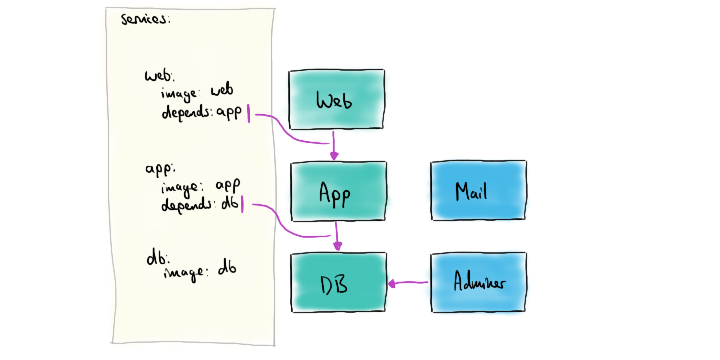 services:
web:
image: web
depends: app
app:
image: app
depends: db
db:
image: db
Web
App
Mail
DB
Adminer